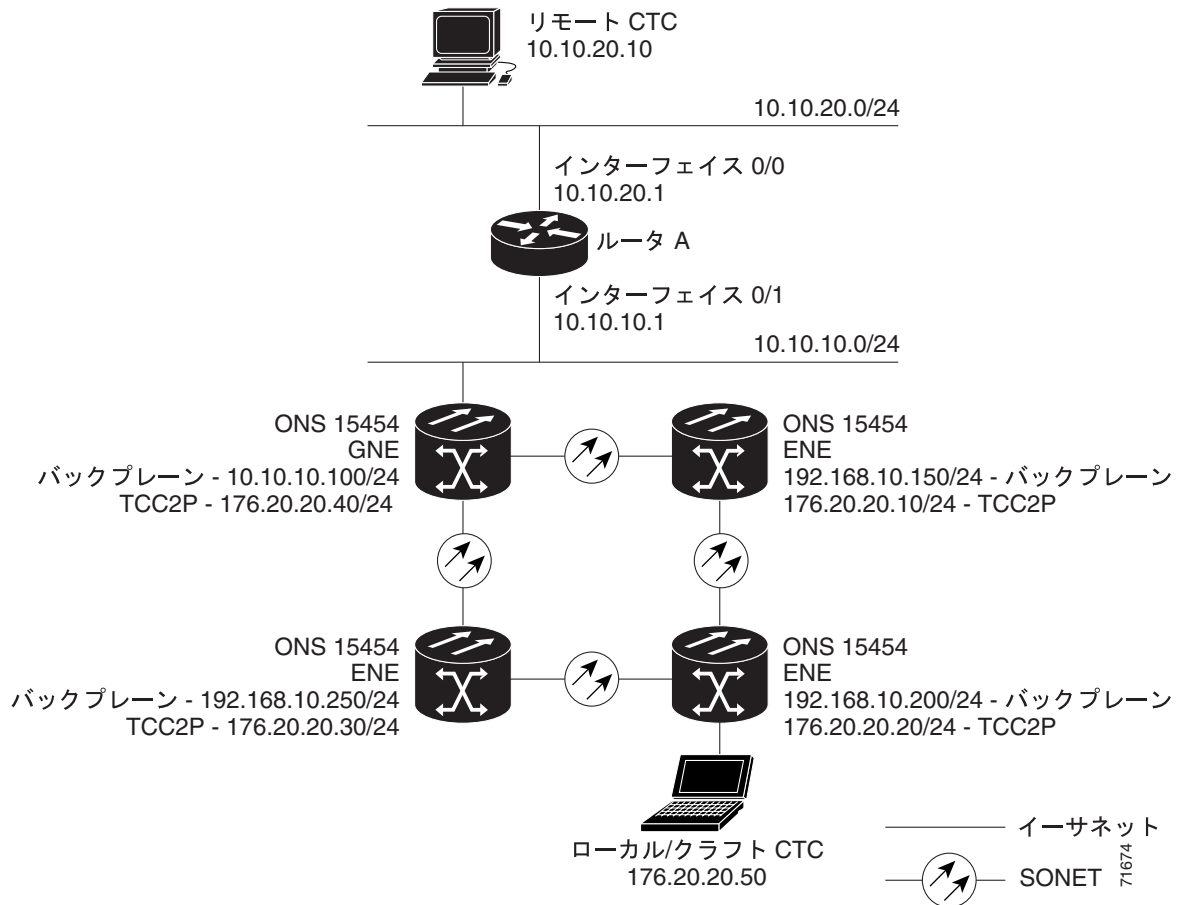 リモート CTC
10.10.20.10
10.10.20.0/24
インターフェイス 0/0
10.10.20.1
ルータ A
インターフェイス 0/1
10.10.10.1
10.10.10.0/24
ONS 15454
GNE
バックプレーン - 10.10.10.100/24
TCC2P - 176.20.20.40/24
ONS 15454
ENE
192.168.10.150/24 - バックプレーン
176.20.20.10/24 - TCC2P
ONS 15454
ENE
バックプレーン - 192.168.10.250/24
TCC2P - 176.20.20.30/24
ONS 15454
ENE
192.168.10.200/24 - バックプレーン
176.20.20.20/24 - TCC2P
ローカル/クラフト CTC
176.20.20.50
イーサネット
SONET
71674